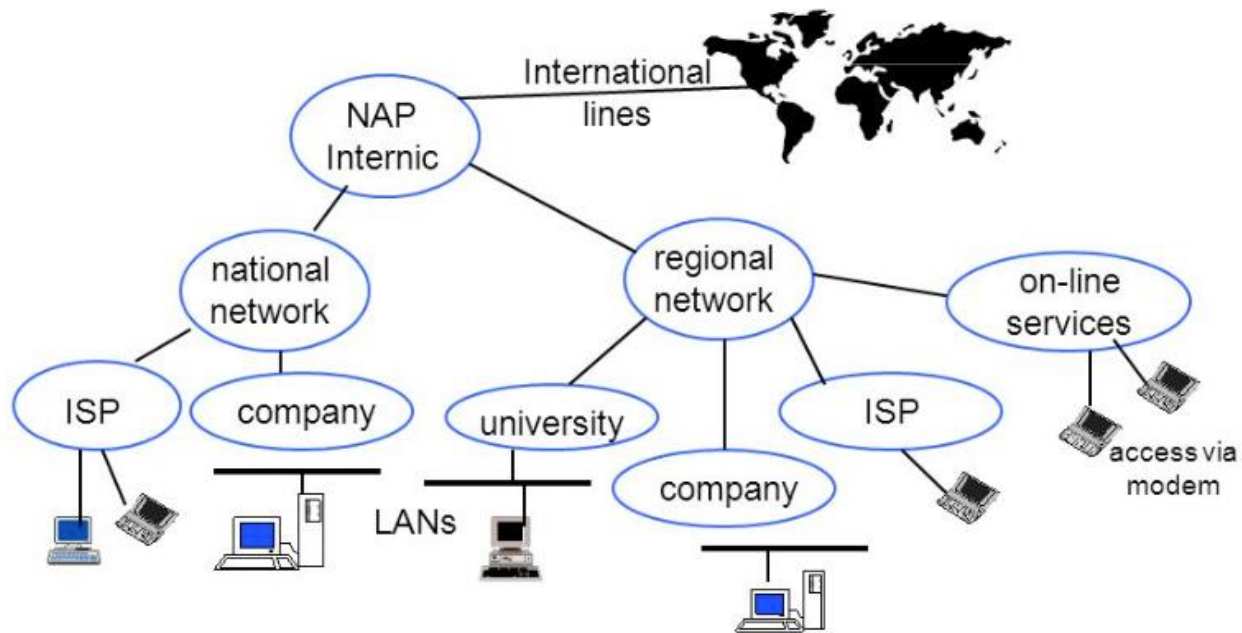 International
lines
NAP
Internic
national
network
regional
network
on-line
services
ISP
company
university
ISP
company
access via
modem
LANs